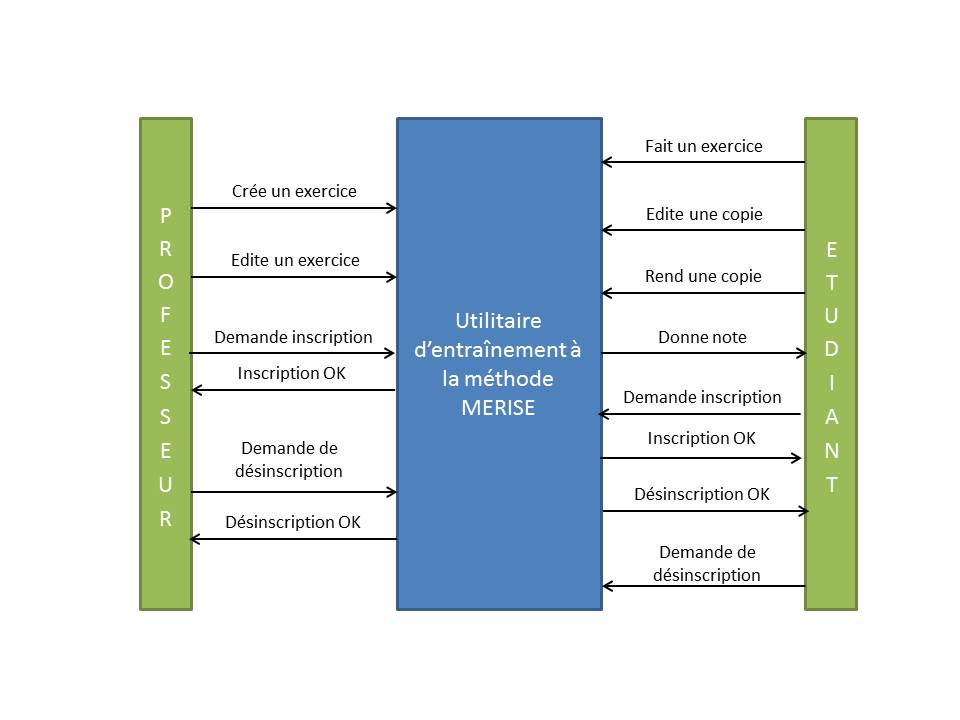 PROFESSEUR
Crée un exercice
Edite un exercice
Demande inscription
Inscription OK
Demande de
désinscription
Désinscription OK
Utilitaire
d'entraînement à
la méthode
MERISE
Fait un exercice
Edite une copie
Rend une copie
Donne note
Demande inscription
Inscription OK
Désinscription OK
Demande de
désinscription
ETUDIANT